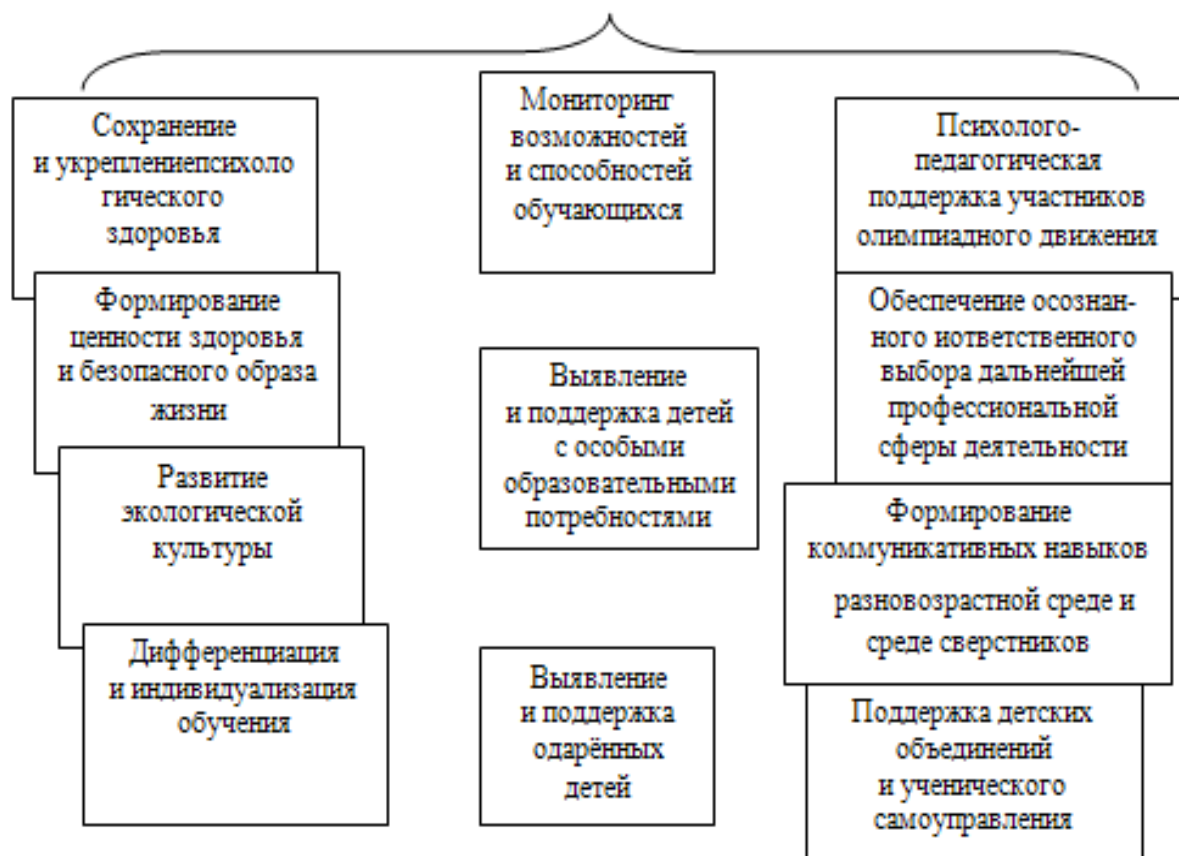 Сохранение
и укреплениепсихоло
гического
здоровья
Формирование
ценности здоровья
и безопасного образа
жизни
Развитие
экологической
культуры
Дифференциация
и индивидуализация
обучения
Мониторинг
возможностей
и способностей
обучающихся
Выявление
и поддержка детей
с особыми
образовательными
потребностями
Выявление
и поддержка
одарённых
детей
Психолого-
педагогическая
поддержка участников
олимпиадного движения
Обеспечение осознан-
ного иответственного
выбора дальнейшей
профессиональной
сферы деятельности
Формирование
коммуникативных навыков
разновозрастной среде и
среде сверстников
Поддержка детских
объединений
и ученического
самоуправления